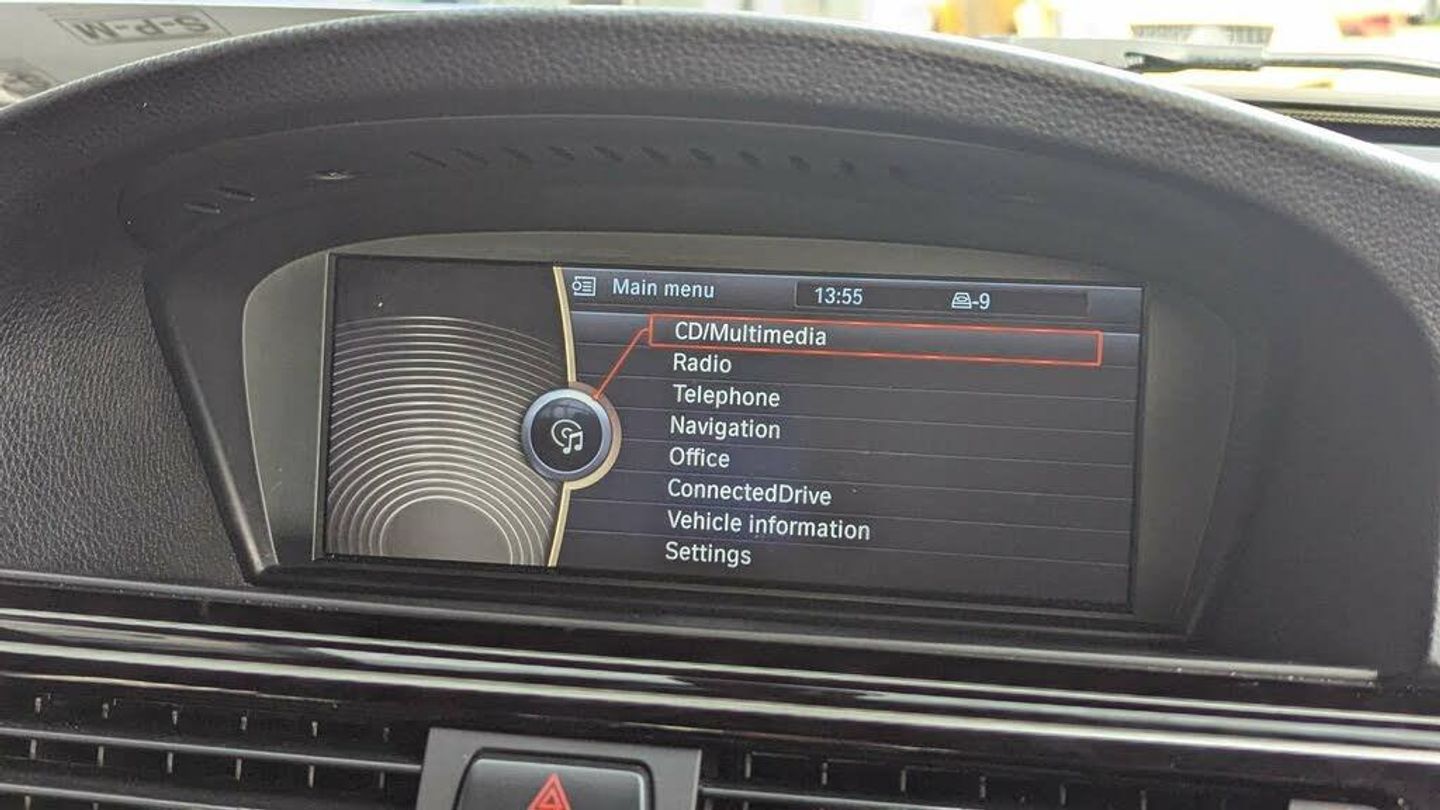 S-P-M
Main menu 13:55 -9
CD/Multimedia
Radio
Telephone
Navigation
Office
ConnectedDrive
Vehicle information
Settings